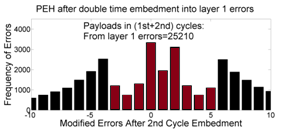 PEH after double time embedment into layer 1 errors
Payloads in (1st+2nd) cycles:
From layer 1 errors=25210
Frequency of Errors
4000
3000
2000
1000
0
-10
-5
0
5
10
Modified Errors After 2nd Cycle Embedment